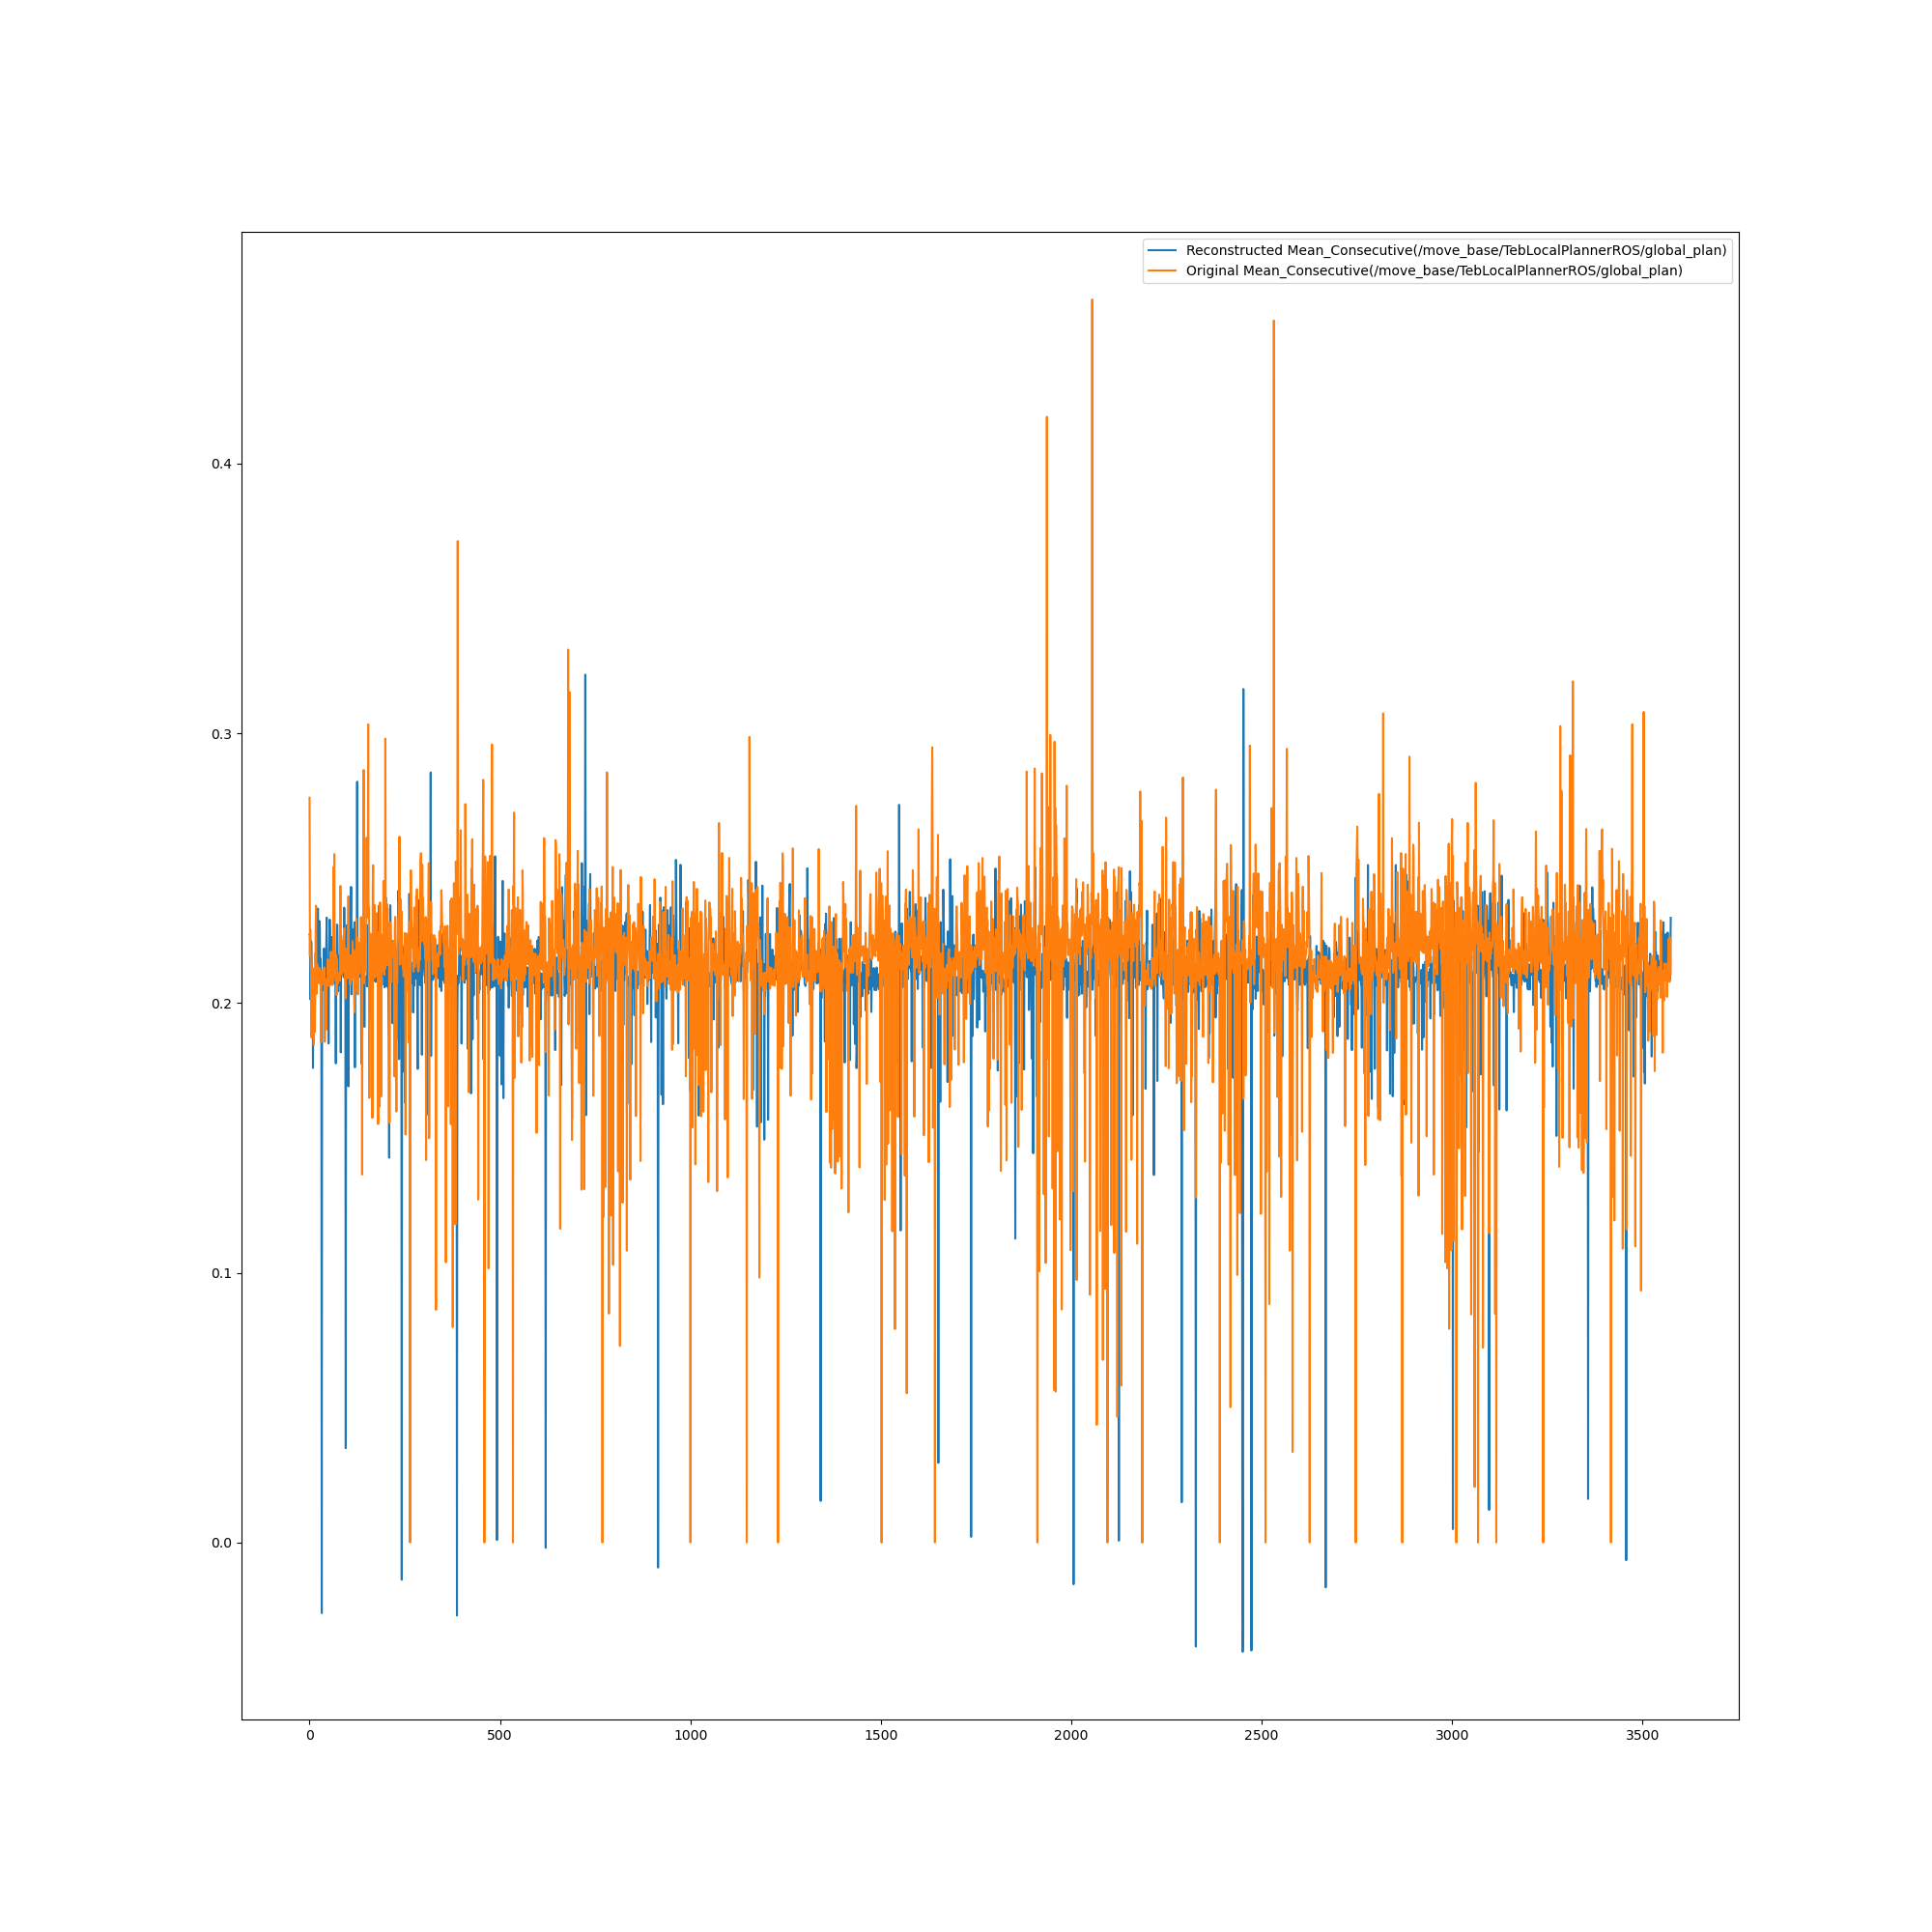 Reconstructed Mean_Consecutive(/move_base/TebLocalPlannerROS/global_plan)
Original Mean_Consecutive(/move_base/TebLocalPlannerROS/global_plan)
0.4
0.3
0.2
0.1
0.0
0 500 1000 1500 2000 2500 3000 3500